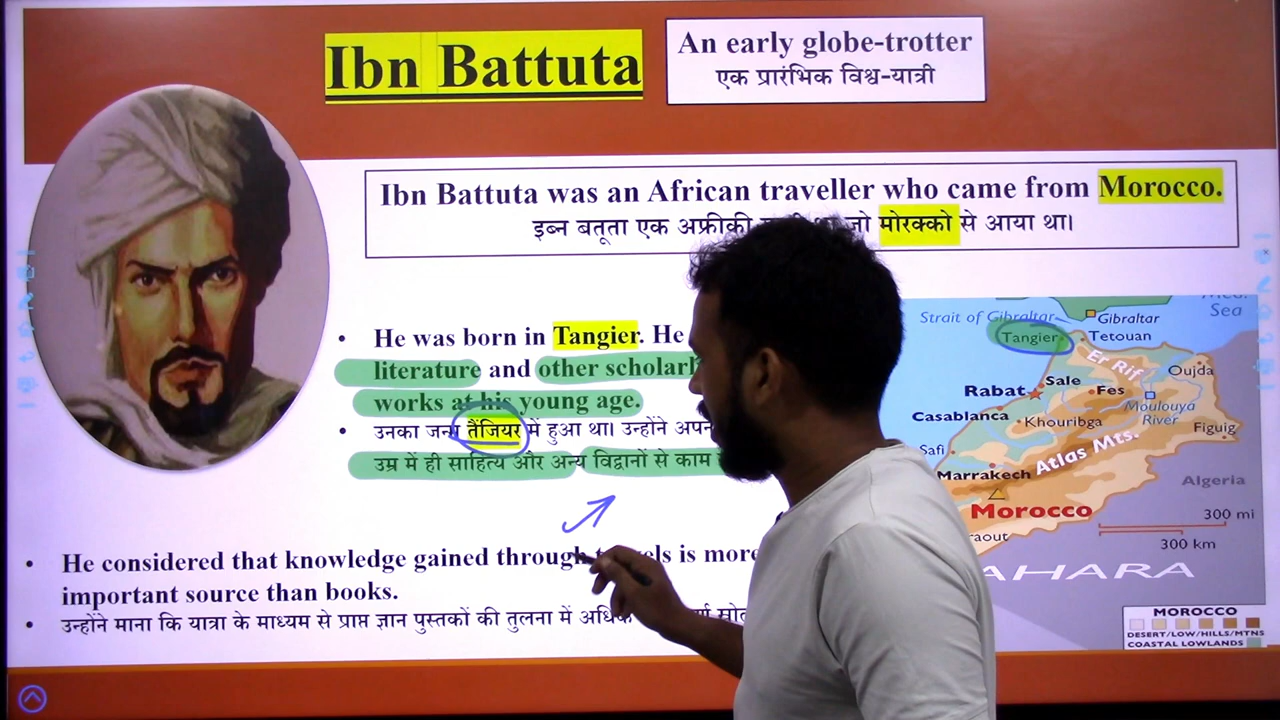 Ibn Battuta
An early globe-trotter
एक प्रारंभिक विश्व-यात्री
Ibn Battuta was an African traveller who came from Morocco.
इब्न बतूता एक अफ्रीकी जो मोरक्को से आया था।
• He was born in Tangier. He
literature and other
works at his young age.
• उनका जन्म तैंजियर में हुआ था। उन्होंने
उम्र में ही साहित्य और अन्य विद्वानों से काम
• He considered that knowledge gained through is more
important source than books.
• उन्होंने माना कि यात्रा के माध्यम से प्राप्त ज्ञान पुस्तकों की तुलना में
Med.
Sea
Strait of Gibraltar
Gibraltar
Tangier
Tetouan
Er Rif
Oujda
Rabat
Sale
Fes
Moulouya
River
Casablanca
Khouribga
Figuig
Safi
Atlas Mts.
Marrakech
Algeria
Morocco
300 mi
300 km
MOROCCO
DESERT/LOW/HILLS/MTNS
COASTAL LOWLANDS